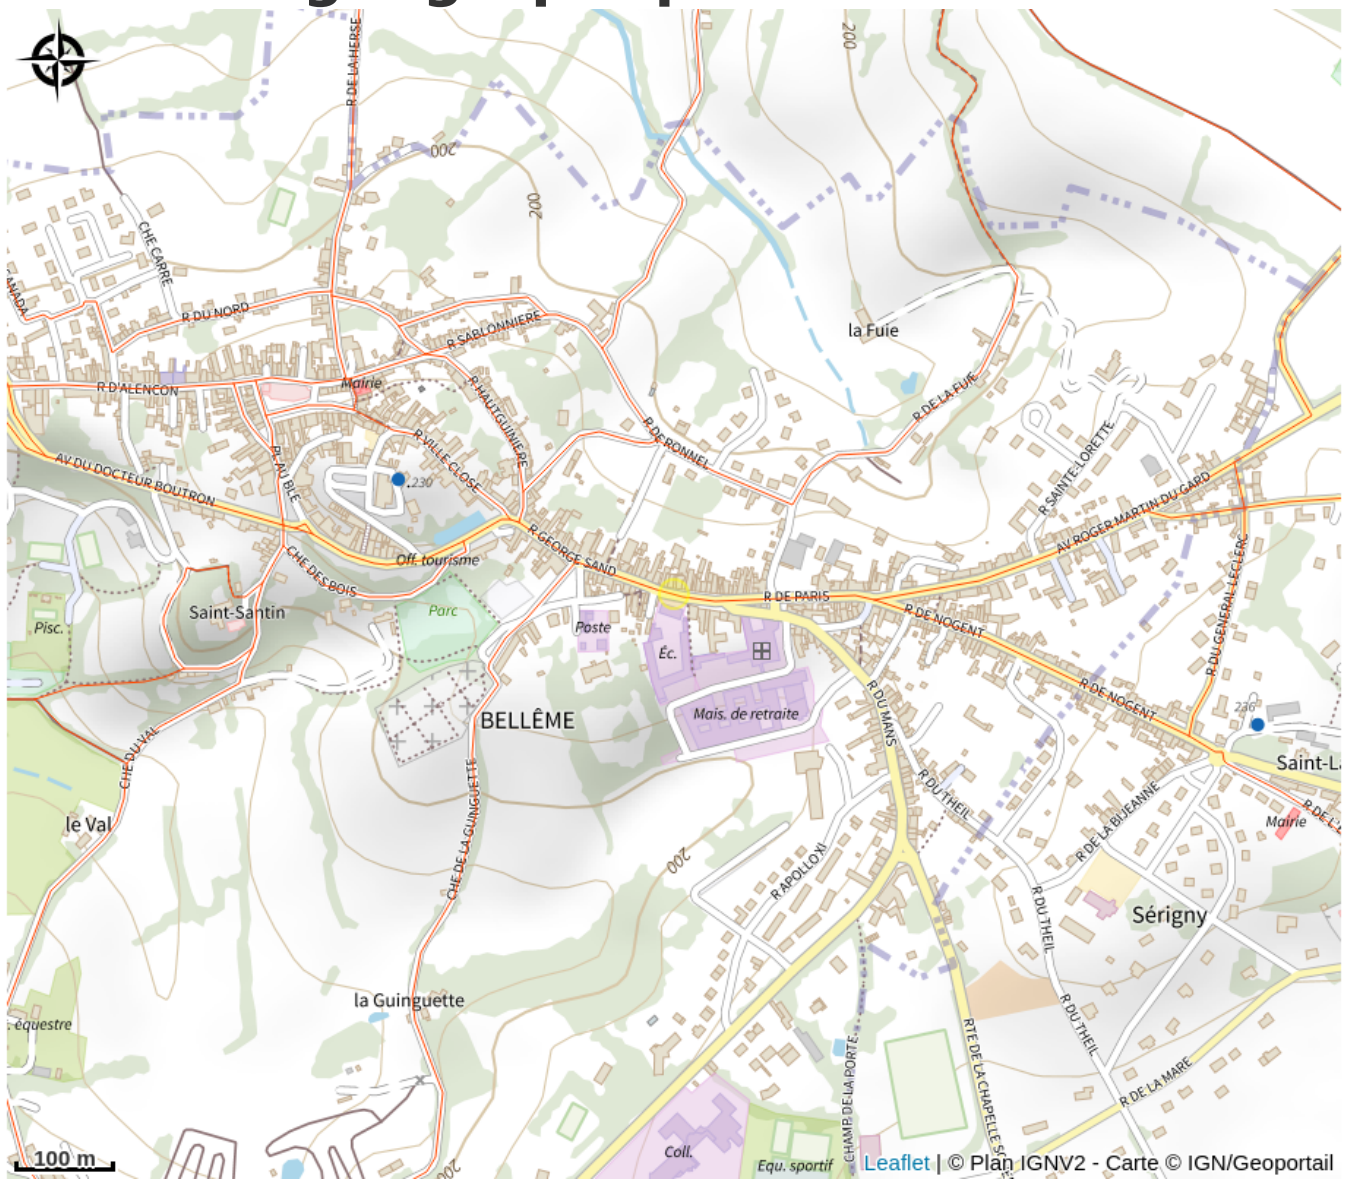 R DE LA HERSE
200
200
200
CHE CARRE
R DU NORD
R SABLONNIERE
la Fuie
R D'ALENCON
Mairie
R HAUTGUINIERE
R DE LA FUIE
R DE RONNEL
R VILLE CLOSE
R SAINTE-LORETTE
AV DU DOCTEUR BOUTRON
PL AU BLE
230
AV ROGER MARTIN DU GARD
R GEORGE SAND
Off. tourisme
CHE DES BOIS
R DE PARIS
R DE NOGENT
R DU GENERAL LECLERC
Saint-Santin
Parc
Poste
Pisc.
Éc.
R DE NOGENT
Mais. de retraite
BELLÊME
R DU MANS
236
CHE DU VAL
Saint-L
CHE DE LA GUINGUETTE
R DU THEIL
R DE LA BIJEANNE
le Val
Mairie
200
R APOLLO XI
R DU THEIL
Sérigny
la Guinguette
équestre
R DU THEIL
CHAMP DE LA PORTE
RTE DE LA CHAPELLE
R DE LA MARE
Coll.
Equ. sportif
200
100 m
Leaflet | © Plan IGNV2 - Carte © IGN/Geoportail